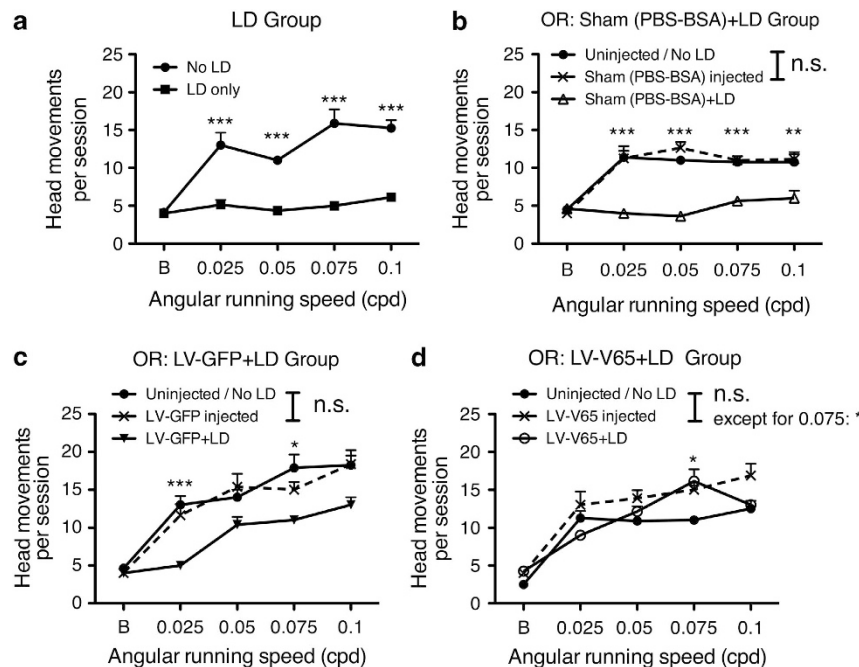 a
LD Group
No LD
LD only
***
***
***
***
Head movements
per session
25
20
15
10
5
0
B 0.025 0.05 0.075 0.1
Angular running speed (cpd)
b
OR: Sham (PBS-BSA)+LD Group
Uninjected / No LD
Sham (PBS-BSA) injected
Sham (PBS-BSA)+LD
n.s.
***
***
***
**
Head movements
per session
25
20
15
10
5
0
B 0.025 0.05 0.075 0.1
Angular running speed (cpd)
c
OR: LV-GFP+LD Group
Uninjected / No LD
LV-GFP injected
LV-GFP+LD
n.s.
***
*
Head movements
per session
25
20
15
10
5
0
B 0.025 0.05 0.075 0.1
Angular running speed (cpd)
d
OR: LV-V65+LD Group
Uninjected / No LD
LV-V65 injected
LV-V65+LD
n.s.
except for 0.075: *
*
Head movements
per session
25
20
15
10
5
0
B 0.025 0.05 0.075 0.1
Angular running speed (cpd)